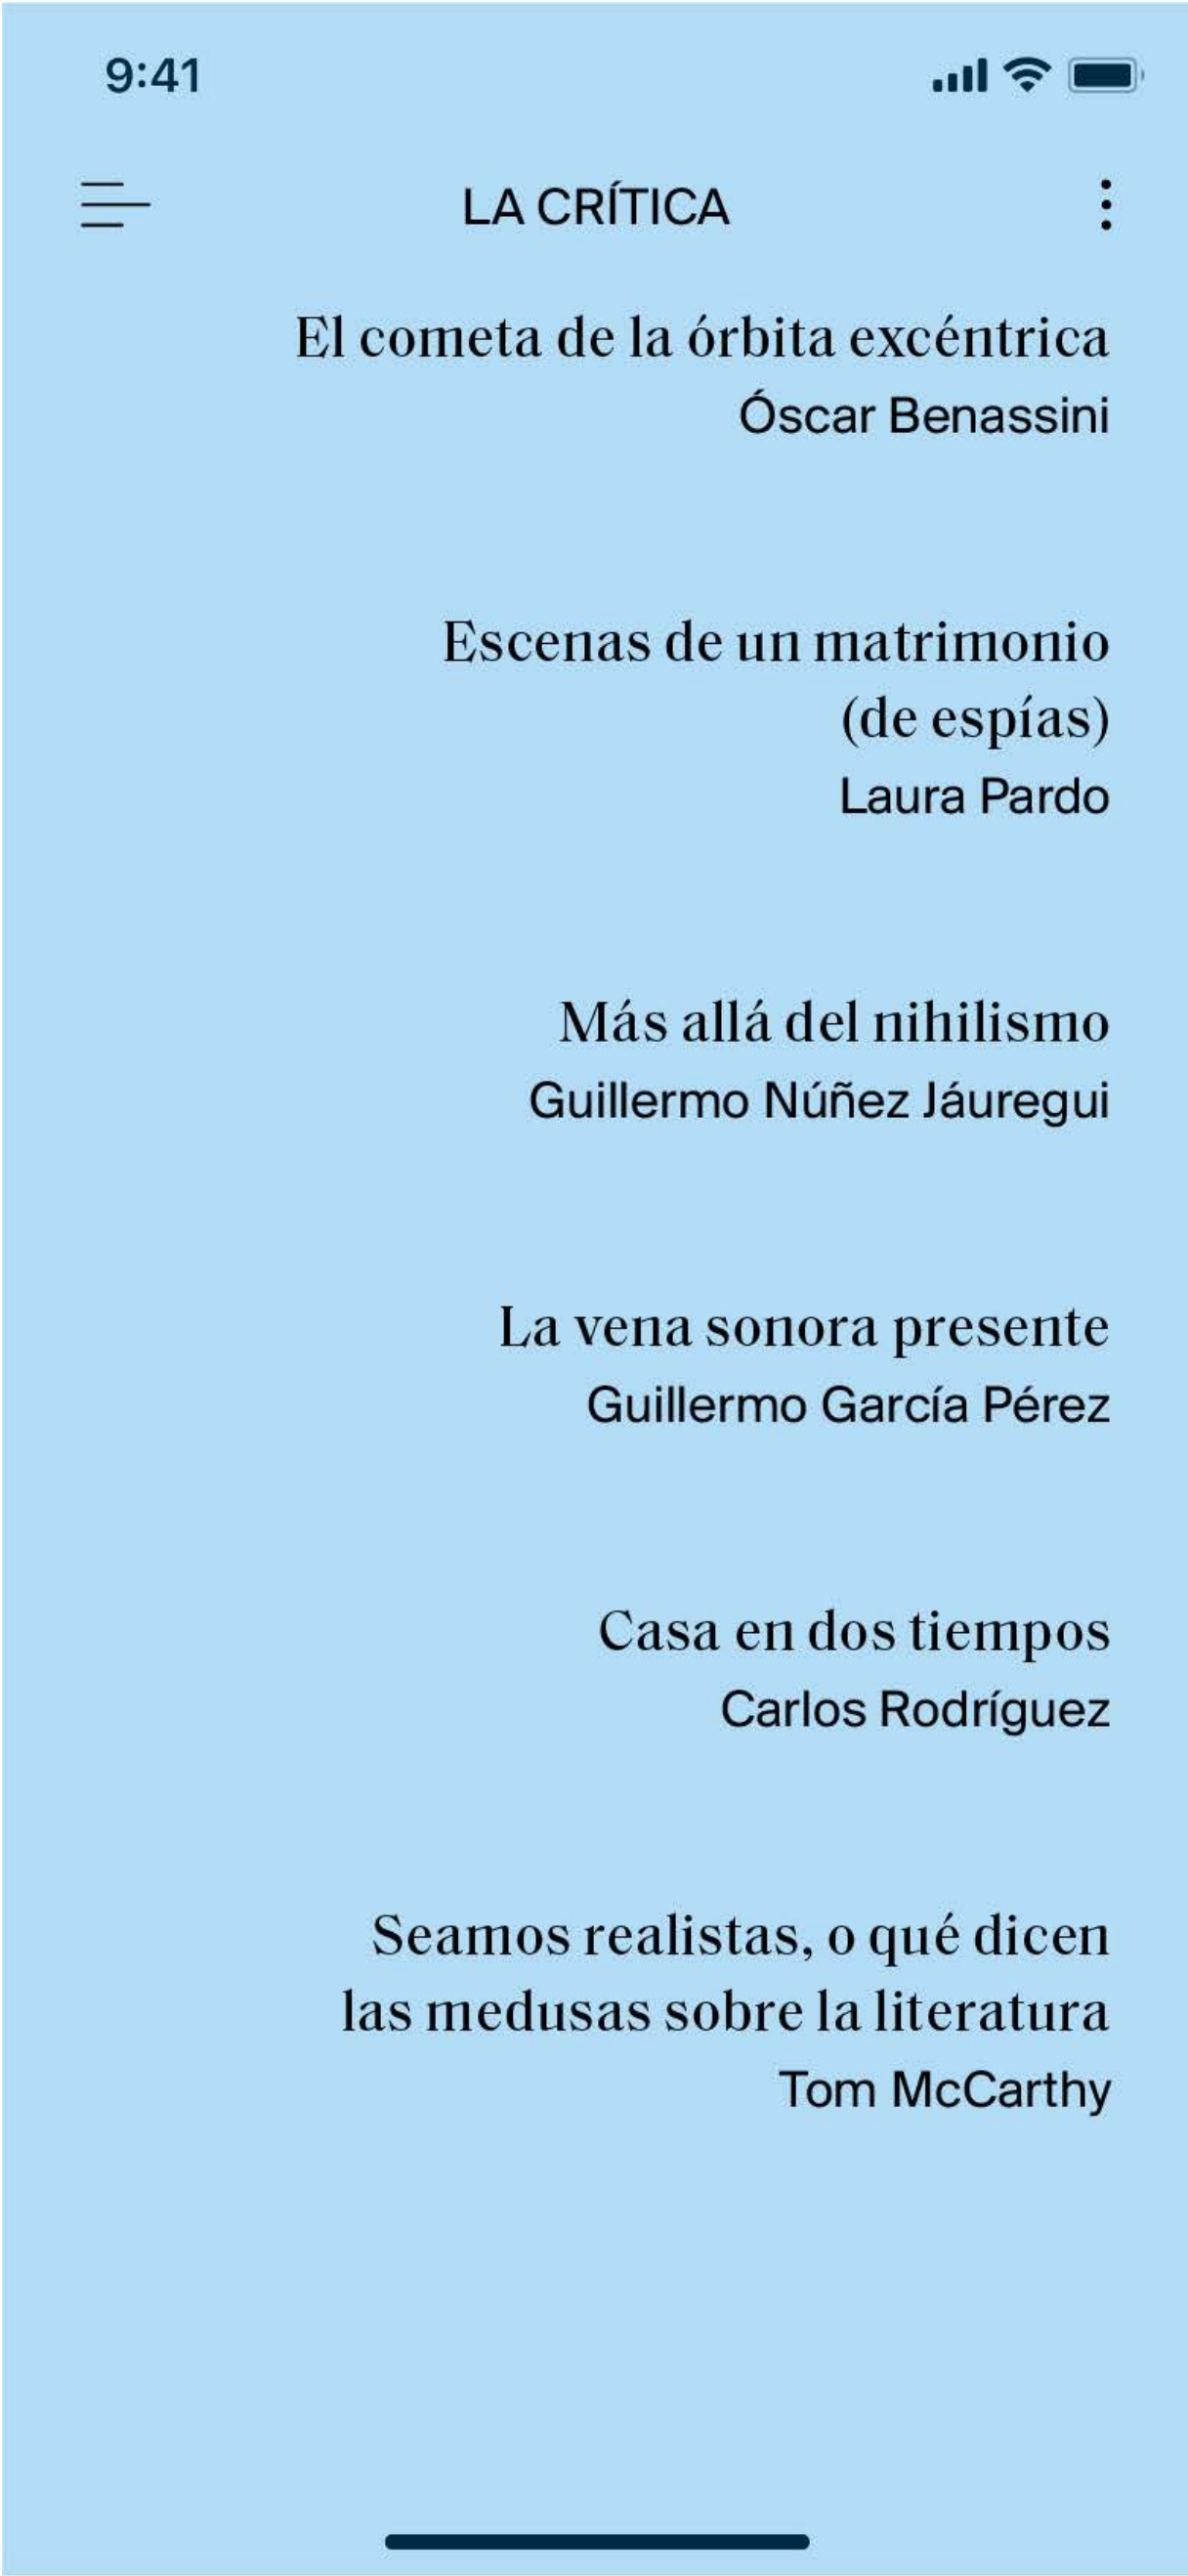 9:41
LA CRÍTICA
El cometa de la órbita excéntrica
Óscar Benassini
Escenas de un matrimonio
(de espías)
Laura Pardo
Más allá del nihilismo
Guillermo Núñez Jáuregui
La vena sonora presente
Guillermo García Pérez
Casa en dos tiempos
Carlos Rodríguez
Seamos realistas, o qué dicen
las medusas sobre la literatura
Tom McCarthy